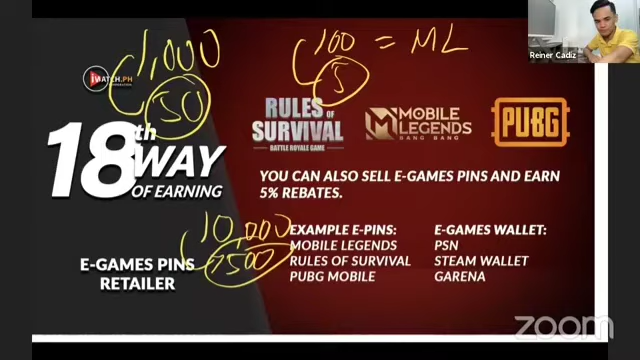 1,000
50
100 = ML
5
iWATCH.PH
18th
WAY
OF EARNING
RULES OF
SURVIVAL
BATTLE ROYALE GAME
MOBILE
LEGENDS
BANG BANG
PUBG
YOU CAN ALSO SELL E-GAMES PINS AND EARN
5% REBATES.
10,000
E-GAMES PINS
RETAILER
EXAMPLE E-PINS:
MOBILE LEGENDS
RULES OF SURVIVAL
PUBG MOBILE
E-GAMES WALLET:
PSN
STEAM WALLET
GARENA
Reiner Cadiz
zoom